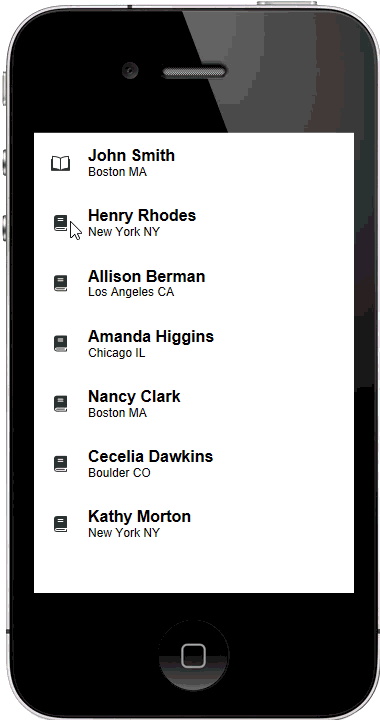 John Smith
Boston MA
Henry Rhodes
New York NY
Allison Berman
Los Angeles CA
Amanda Higgins
Chicago IL
Nancy Clark
Boston MA
Cecelia Dawkins
Boulder CO
Kathy Morton
New York NY